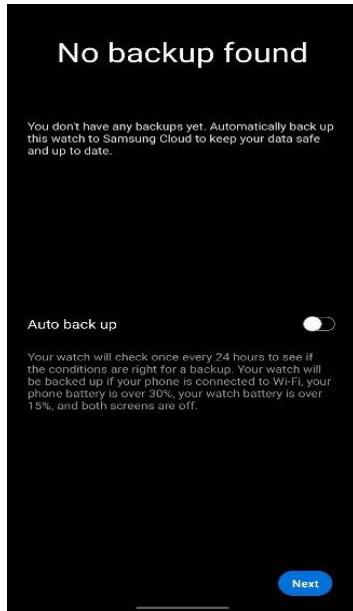 No backup found
You don't have any backups yet. Automatically back up
this watch to Samsung Cloud to keep your data safe
and up to date.
Auto back up
Your watch will check once every 24 hours to see if
the conditions are right for a backup. Your watch will
be backed up if your phone is connected to Wi-Fi, your
phone battery is over 30%, your watch battery is over
15%, and both screens are off.
Next